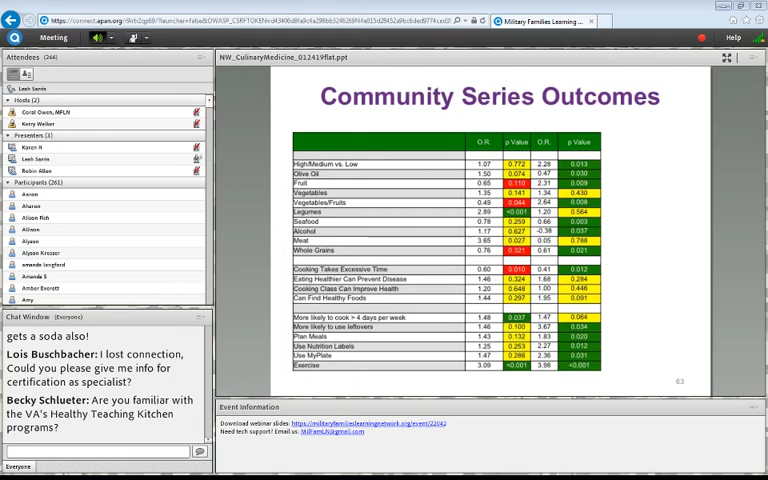 https://connect.apan.org/
Military Families Learning ...
Meeting
Help
Attendees (266)
Leah Sarris
Hosts (2)
Coral Owen, MFLN
Kerry Walker
Presenters (3)
Karen H
Leah Sarris
Robin Allen
Participants (261)
Aaron
Aharon
Alison Fish
Allison
Alyson
Alyson Kresser
amanda langford
Amanda S
Amber Everett
Amy
Chat Window (Everyone)
gets a soda also!
Lois Buschbacher: I lost connection,
Could you please give me info for
certification as specialist?
Becky Schlueter: Are you familiar with
the VA's Healthy Teaching Kitchen
programs?
Everyone
NW_CulinaryMedicine_012419flat.ppt
Community Series Outcomes
O.R. p Value O.R. p Value
High/Medium vs. Low 1.07 0.772 2.28 0.013
Olive Oil 1.50 0.074 0.47 0.030
Fruit 0.65 0.110 2.31 0.009
Vegetables 1.35 0.141 1.34 0.430
Vegetables/Fruits 0.49 0.044 2.64 0.008
Legumes 2.89 <0.001 1.20 0.564
Seafood 0.78 0.259 0.66 0.003
Alcohol 1.17 0.627 -0.38 0.037
Meat 3.65 0.027 0.05 0.788
Whole Grains 0.76 0.321 0.61 0.021
Cooking Takes Excessive Time 0.60 0.010 0.41 0.012
Eating Healthier Can Prevent Disease 1.46 0.324 1.68 0.284
Cooking Class Can Improve Health 1.20 0.648 1.00 0.446
Can Find Healthy Foods 1.44 0.297 1.95 0.091
More likely to cook > 4 days per week 1.48 0.037 1.47 0.064
More likely to use leftovers 1.46 0.100 3.67 0.034
Plan Meals 1.43 0.132 1.83 0.020
Use Nutrition Labels 1.25 0.253 2.27 0.012
Use MyPlate 1.47 0.286 2.36 0.031
Exercise 3.09 <0.001 3.98 <0.001
63
Event Information
Download webinar slides: https://militaryfamilieslearningnetwork.org/event/22042
Need tech support? Email us: MilFamLN@gmail.com